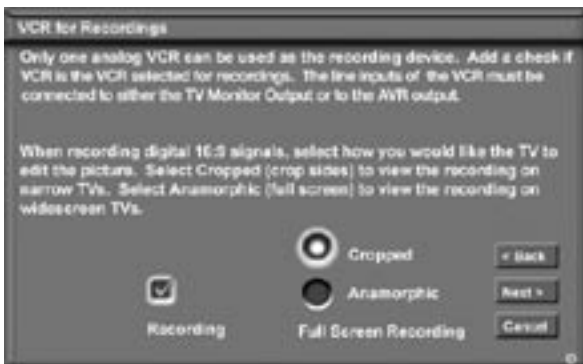 VCR for Recordings
Only one analog VCR can be used as the recording device. Add a check if
VCR is the VCR selected for recordings. The line inputs of the VCR must be
connected to either the TV Monitor Output or to the AVR output.
When recording digital 16:9 signals, select how you would like the TV to
edit the picture. Select Cropped (crop sides) to view the recording on
narrow TVs. Select Anamorphic (full screen) to view the recording on
widescreen TVs.
Cropped
< Back
Anamorphic
Next >
Recording
Full Screen Recording
Cancel